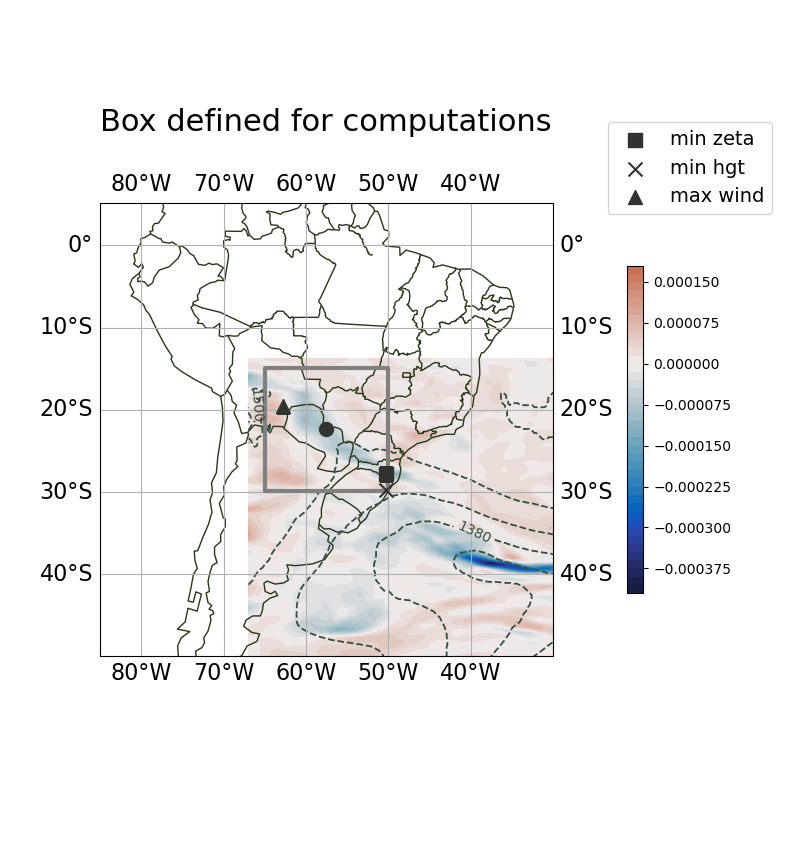 Box defined for computations
min zeta
min hgt
max wind
80°W 70°W 60°W 50°W 40°W
0° 0°
10°S 10°S
20°S 20°S
30°S 30°S
40°S 40°S
80°W 70°W 60°W 50°W 40°W
1500
1380
0.000150
0.000075
0.000000
−0.000075
−0.000150
−0.000225
−0.000300
−0.000375